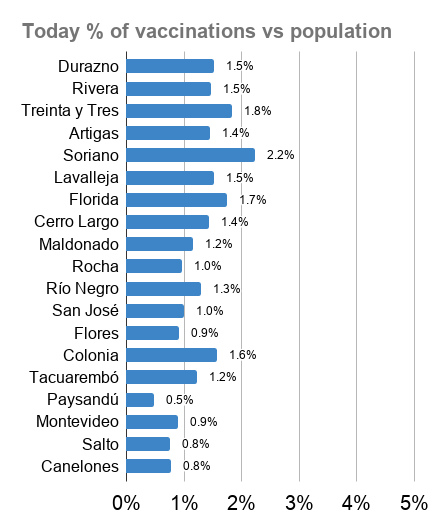 Today % of vaccinations vs population
Durazno 1.5%
Rivera 1.5%
Treinta y Tres 1.8%
Artigas 1.4%
Soriano 2.2%
Lavalleja 1.5%
Florida 1.7%
Cerro Largo 1.4%
Maldonado 1.2%
Rocha 1.0%
Río Negro 1.3%
San José 1.0%
Flores 0.9%
Colonia 1.6%
Tacuarembó 1.2%
Paysandú 0.5%
Montevideo 0.9%
Salto 0.8%
Canelones 0.8%
0% 1% 2% 3% 4% 5%